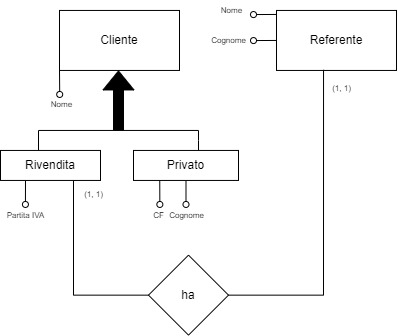 Nome
Cliente
Referente
Cognome
(1, 1)
Nome
Rivendita
Privato
(1, 1)
Partita IVA
CF
Cognome
ha